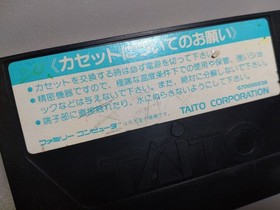 〈カセットについてのお願い〉
●カセットを交換する時は必ず電源を切って下さい。
●精密機器ですので、極端な温度条件下での使用や保管、強いショ
ックなどは与えないで下さい。また、絶対に分解しないで下さい。
●端子部に直接触れたり、水にぬらさないようにして下さい。
ファミリー コンピュータ
TAITO CORPORATION
TAITO